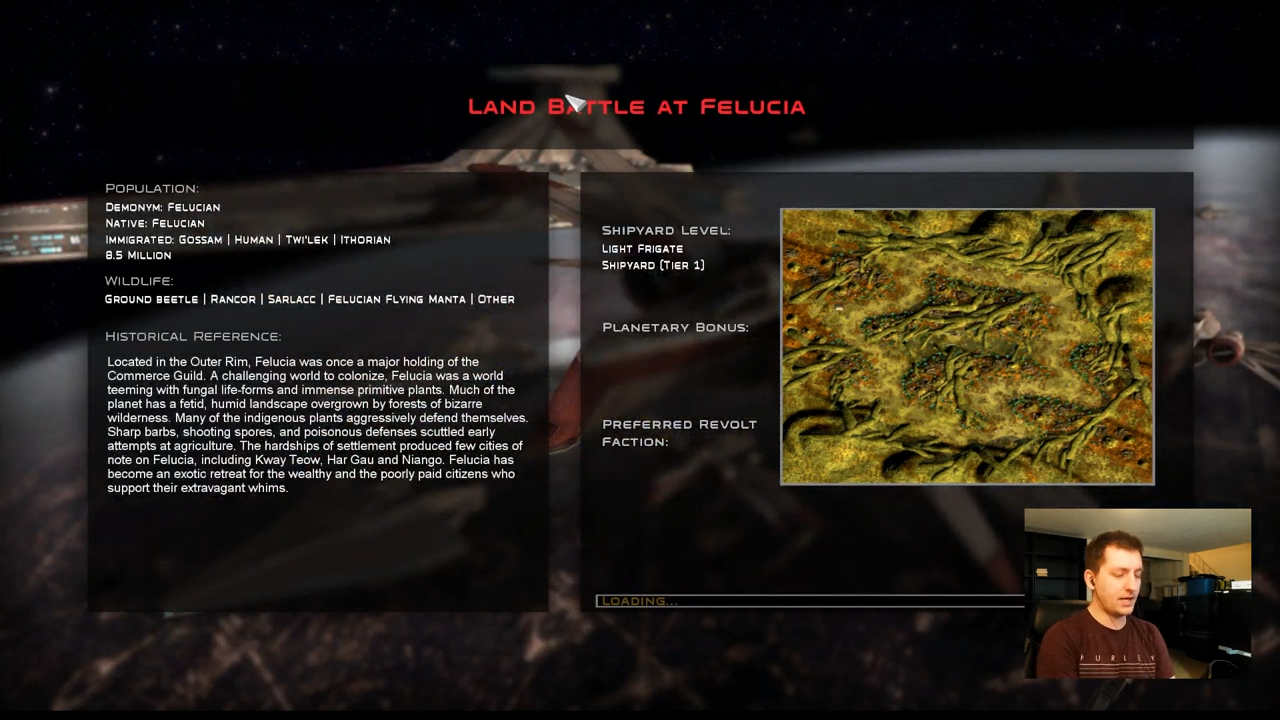 Land Battle at Felucia
Population:
Demonym: Felucian
Native: Felucian
Immigrated: Gossam | Human | Twi'lek | Ithorian
8.5 Million
Wildlife:
Ground beetle | Rancor | Sarlacc | Felucian Flying Manta | Other
Historical Reference:
Located in the Outer Rim, Felucia was once a major holding of the
Commerce Guild. A challenging world to colonize, Felucia was a world
teeming with fungal life-forms and immense primitive plants. Much of the
planet has a fetid, humid landscape overgrown by forests of bizarre
wilderness. Many of the indigenous plants aggressively defend themselves.
Sharp barbs, shooting spores, and poisonous defenses scuttled early
attempts at agriculture. The hardships of settlement produced few cities of
note on Felucia, including Kway Teow, Har Gau and Niango. Felucia has
become an exotic retreat for the wealthy and the poorly paid citizens who
support their extravagant whims.
Shipyard Level:
Light Frigate
Shipyard (Tier 1)
Planetary Bonus:
Preferred Revolt
Faction:
Loading...
HURLEY